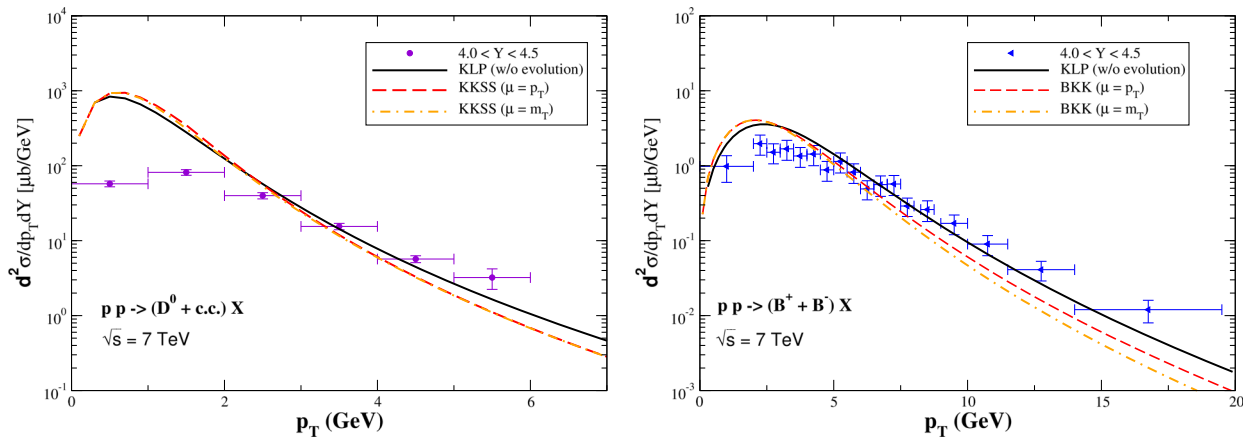 10^4
10^3
10^2
10^1
10^0
10^-1
d^2σ/dp_TdY [μb/GeV]
4.0 < Y < 4.5
KLP (w/o evolution)
KKSS (μ = p_T)
KKSS (μ = m_T)
p p -> (D^0 + c.c.) X
√s = 7 TeV
0 2 4 6
p_T (GeV)
10^2
10^1
10^0
10^-1
10^-2
10^-3
d^2σ/dp_TdY [μb/GeV]
4.0 < Y < 4.5
KLP (w/o evolution)
BKK (μ = p_T)
BKK (μ = m_T)
p p -> (B^+ + B^-) X
√s = 7 TeV
0 5 10 15 20
p_T (GeV)